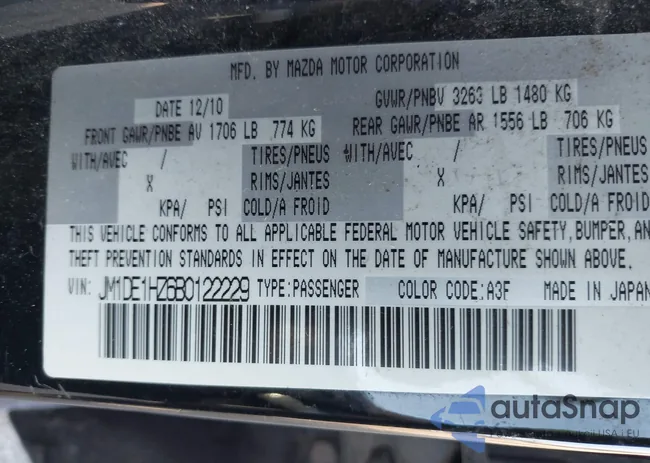 MFD. BY MAZDA MOTOR CORPORATION
DATE 12/10
GVWR/PNBV 3263 LB 1480 KG
FRONT GAWR/PNBE AV 1706 LB 774 KG
REAR GAWR/PNBE AR 1556 LB 706 KG
WITH/AVEC / TIRES/PNEUS WITH/AVEC / TIRES/PNEUS
X RIMS/JANTES X RIMS/JANTES
KPA/ PSI COLD/A FROID KPA/ PSI COLD/A FROID
THIS VEHICLE CONFORMS TO ALL APPLICABLE FEDERAL MOTOR VEHICLE SAFETY, BUMPER, AN
THEFT PREVENTION STANDARDS IN EFFECT ON THE DATE OF MANUFACTURE SHOWN ABOVE.
VIN: JM1DE1HZ6B0122229 TYPE:PASSENGER COLOR CODE:A3F MADE IN JAPAN
autoSnap